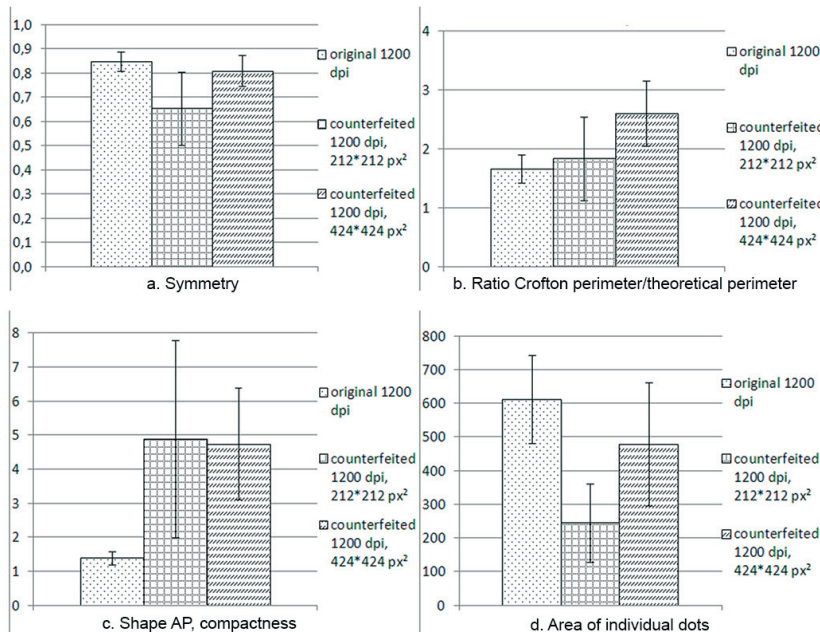 1,0
0,9
0,8
0,7
0,6
0,5
0,4
0,3
0,2
0,1
0,0
original 1200
dpi
counterfeited
1200 dpi,
212*212 px²
counterfeited
1200 dpi,
424*424 px²
a. Symmetry
4
3
2
1
0
original 1200
dpi
counterfeited
1200 dpi,
212*212 px²
counterfeited
1200 dpi,
424*424 px²
b. Ratio Crofton perimeter/theoretical perimeter
8
7
6
5
4
3
2
1
0
original 1200
dpi
counterfeited
1200 dpi,
212*212 px²
counterfeited
1200 dpi,
424*424 px²
c. Shape AP, compactness
800
700
600
500
400
300
200
100
0
original 1200
dpi
counterfeited
1200 dpi,
212*212 px²
counterfeited
1200 dpi,
424*424 px²
d. Area of individual dots